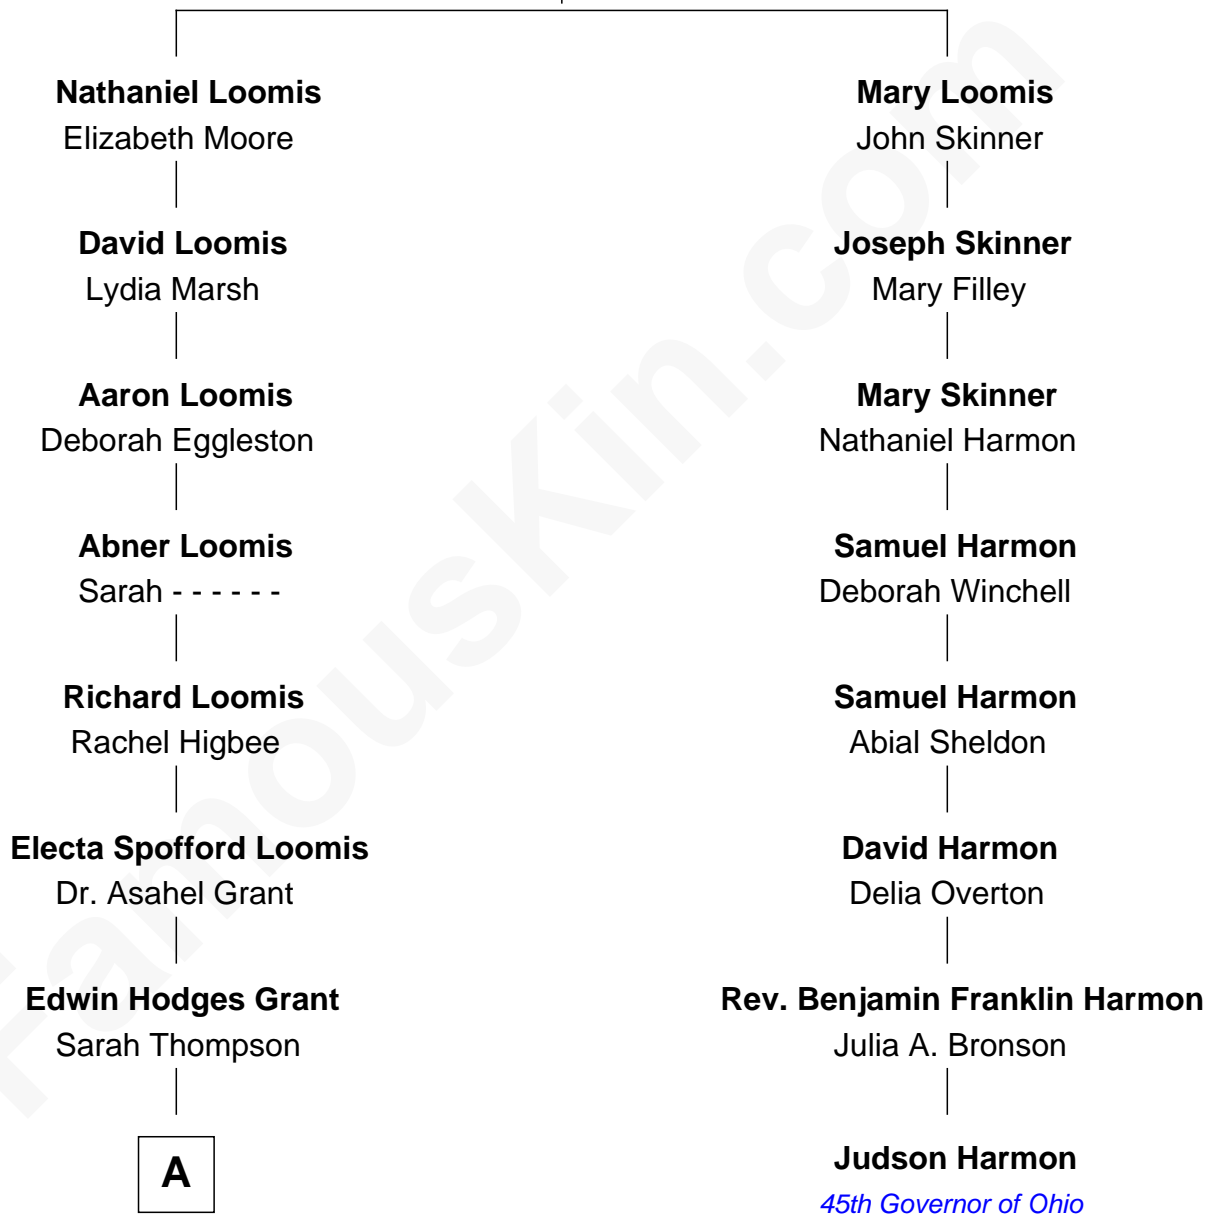 Nathaniel Loomis
Elizabeth Moore
Mary Loomis
John Skinner
David Loomis
Lydia Marsh
Joseph Skinner
Mary Filley
Aaron Loomis
Deborah Eggleston
Mary Skinner
Nathaniel Harmon
Abner Loomis
Sarah - - - - - -
Samuel Harmon
Deborah Winchell
Richard Loomis
Rachel Higbee
Samuel Harmon
Abial Sheldon
Electa Spofford Loomis
Dr. Asahel Grant
David Harmon
Delia Overton
Edwin Hodges Grant
Sarah Thompson
Rev. Benjamin Franklin Harmon
Julia A. Bronson
A
Judson Harmon
45th Governor of Ohio
FamousKin.com